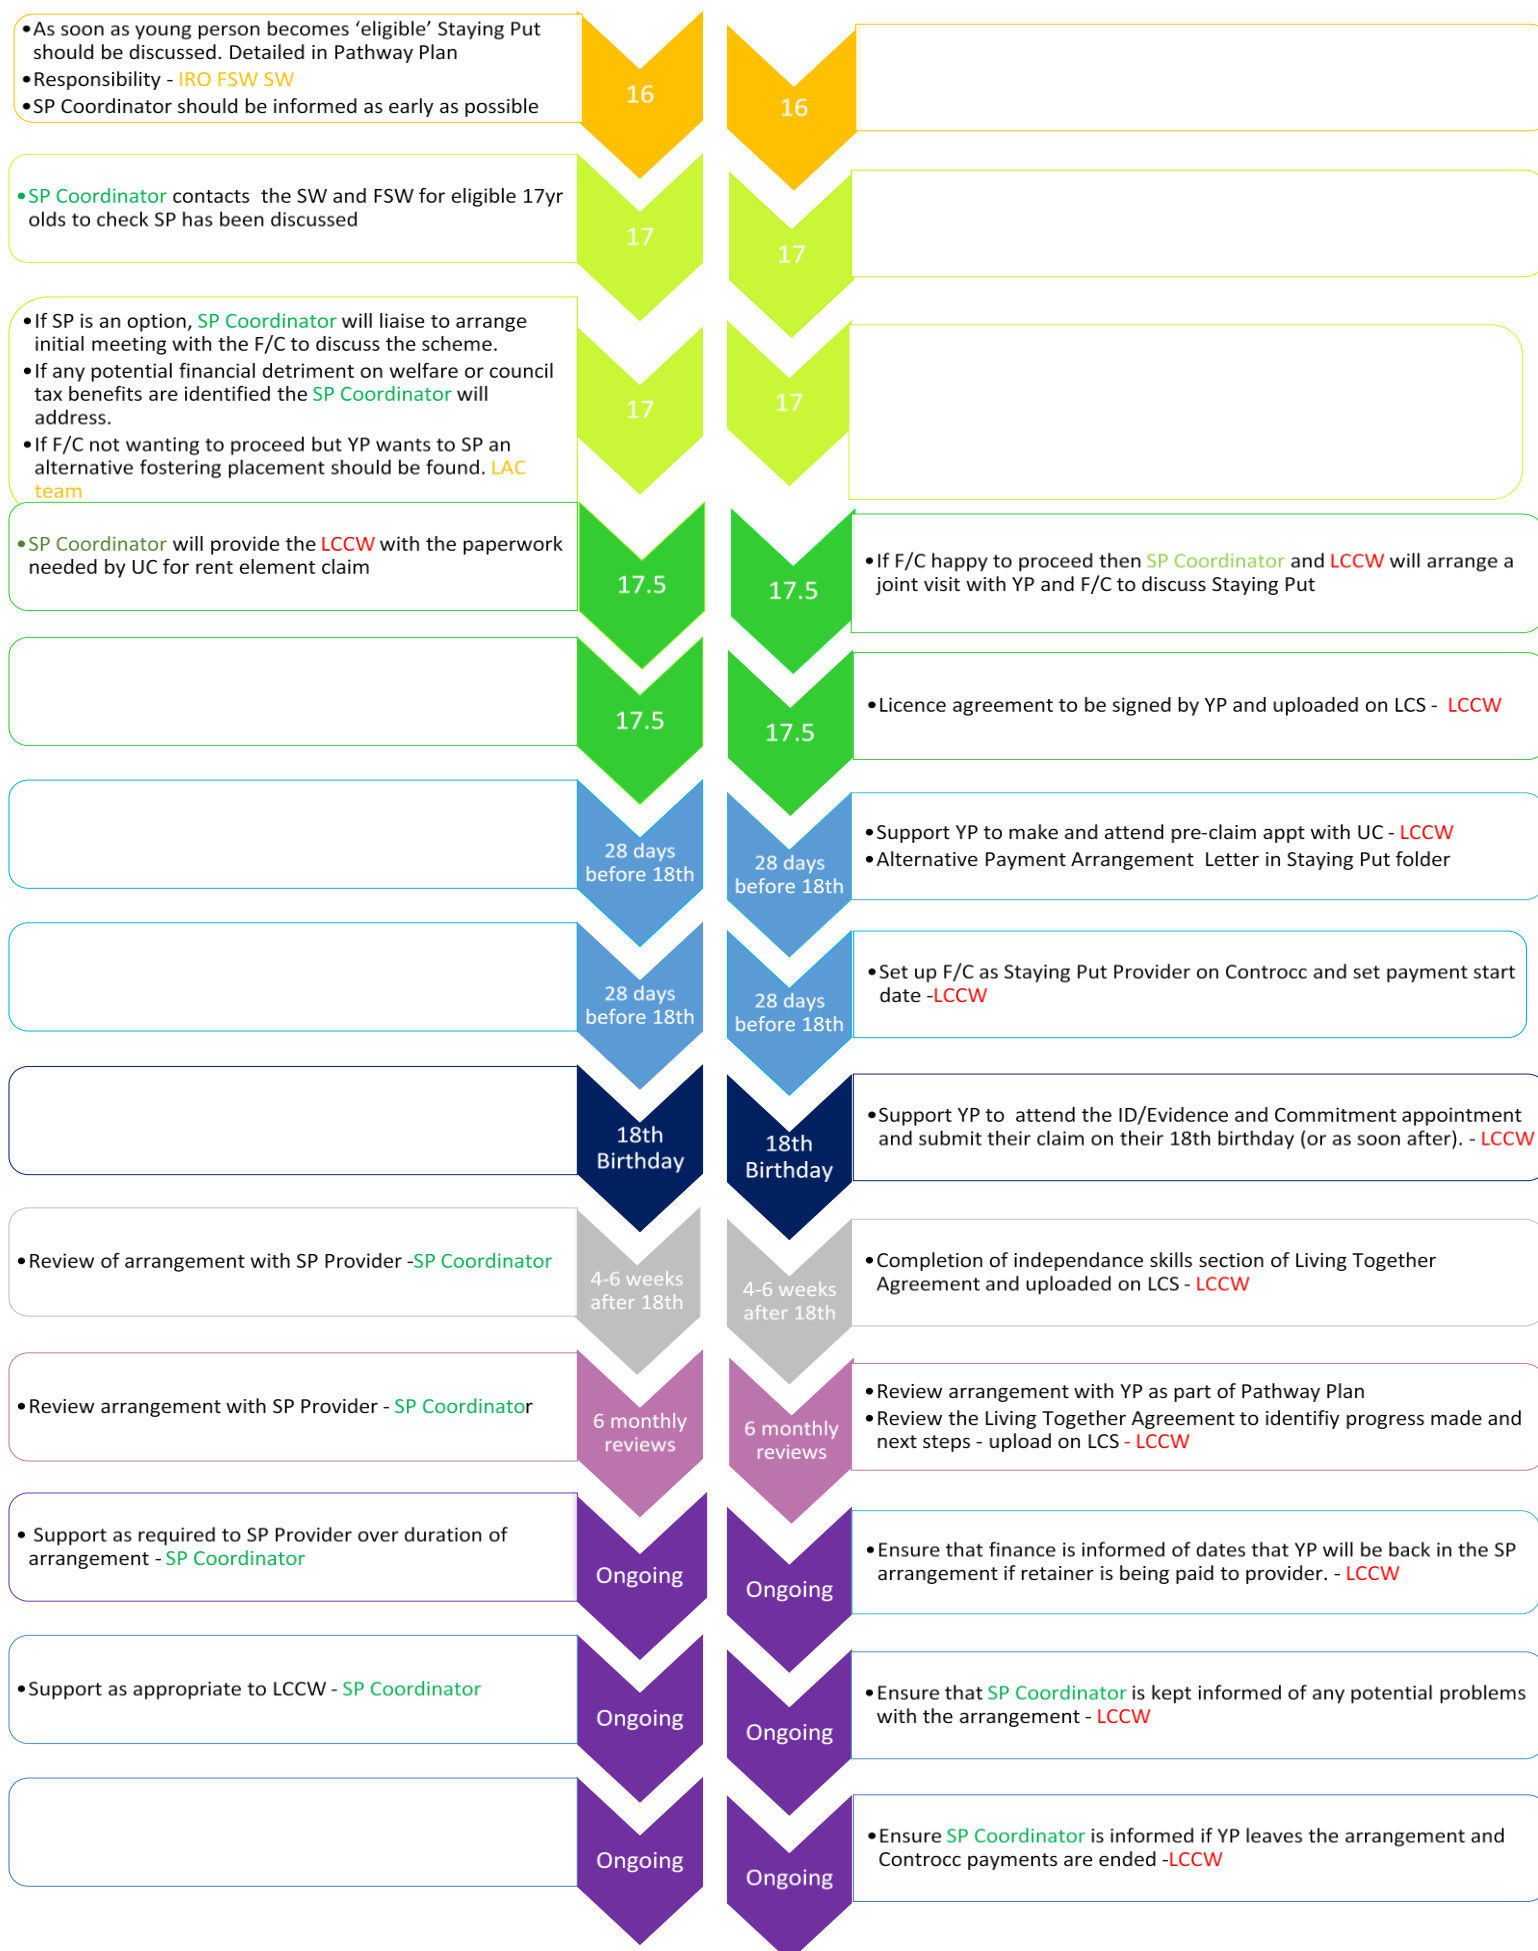 •As soon as young person becomes ‘eligible’ Staying Put
should be discussed. Detailed in Pathway Plan
•Responsibility - IRO FSW SW
•SP Coordinator should be informed as early as possible
16
16
•SP Coordinator contacts the SW and FSW for eligible 17yr
olds to check SP has been discussed
17
17
•If SP is an option, SP Coordinator will liaise to arrange
initial meeting with the F/C to discuss the scheme.
•If any potential financial detriment on welfare or council
tax benefits are identified the SP Coordinator will
address.
•If F/C not wanting to proceed but YP wants to SP an
alternative fostering placement should be found. LAC
team
17
17
•SP Coordinator will provide the LCCW with the paperwork
needed by UC for rent element claim
17.5
17.5
•If F/C happy to proceed then SP Coordinator and LCCW will arrange a
joint visit with YP and F/C to discuss Staying Put
17.5
17.5
•Licence agreement to be signed by YP and uploaded on LCS - LCCW
28 days
before 18th
28 days
before 18th
•Support YP to make and attend pre-claim appt with UC - LCCW
•Alternative Payment Arrangement Letter in Staying Put folder
28 days
before 18th
28 days
before 18th
•Set up F/C as Staying Put Provider on Controcc and set payment start
date -LCCW
18th
Birthday
18th
Birthday
•Support YP to attend the ID/Evidence and Commitment appointment
and submit their claim on their 18th birthday (or as soon after). - LCCW
•Review of arrangement with SP Provider -SP Coordinator
4-6 weeks
after 18th
4-6 weeks
after 18th
•Completion of independance skills section of Living Together
Agreement and uploaded on LCS - LCCW
•Review arrangement with SP Provider - SP Coordinator
6 monthly
reviews
6 monthly
reviews
•Review arrangement with YP as part of Pathway Plan
•Review the Living Together Agreement to identifiy progress made and
next steps - upload on LCS - LCCW
• Support as required to SP Provider over duration of
arrangement - SP Coordinator
Ongoing
Ongoing
•Ensure that finance is informed of dates that YP will be back in the SP
arrangement if retainer is being paid to provider. - LCCW
•Support as appropriate to LCCW - SP Coordinator
Ongoing
Ongoing
•Ensure that SP Coordinator is kept informed of any potential problems
with the arrangement - LCCW
Ongoing
Ongoing
•Ensure SP Coordinator is informed if YP leaves the arrangement and
Controcc payments are ended -LCCW